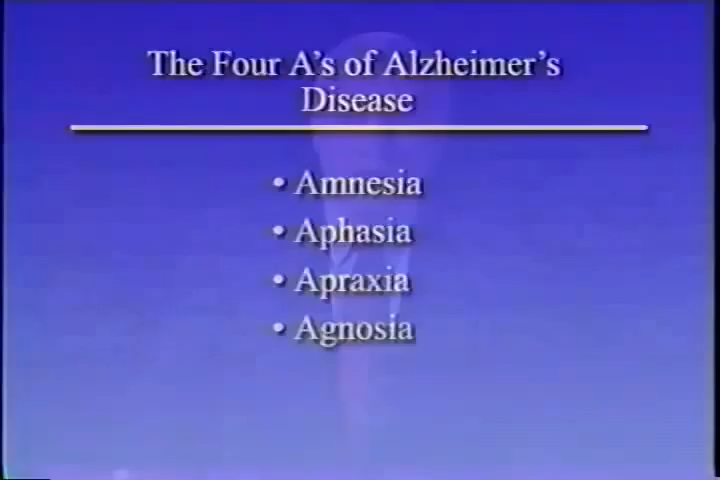 The Four A's of Alzheimer's
Disease
• Amnesia
• Aphasia
• Apraxia
• Agnosia